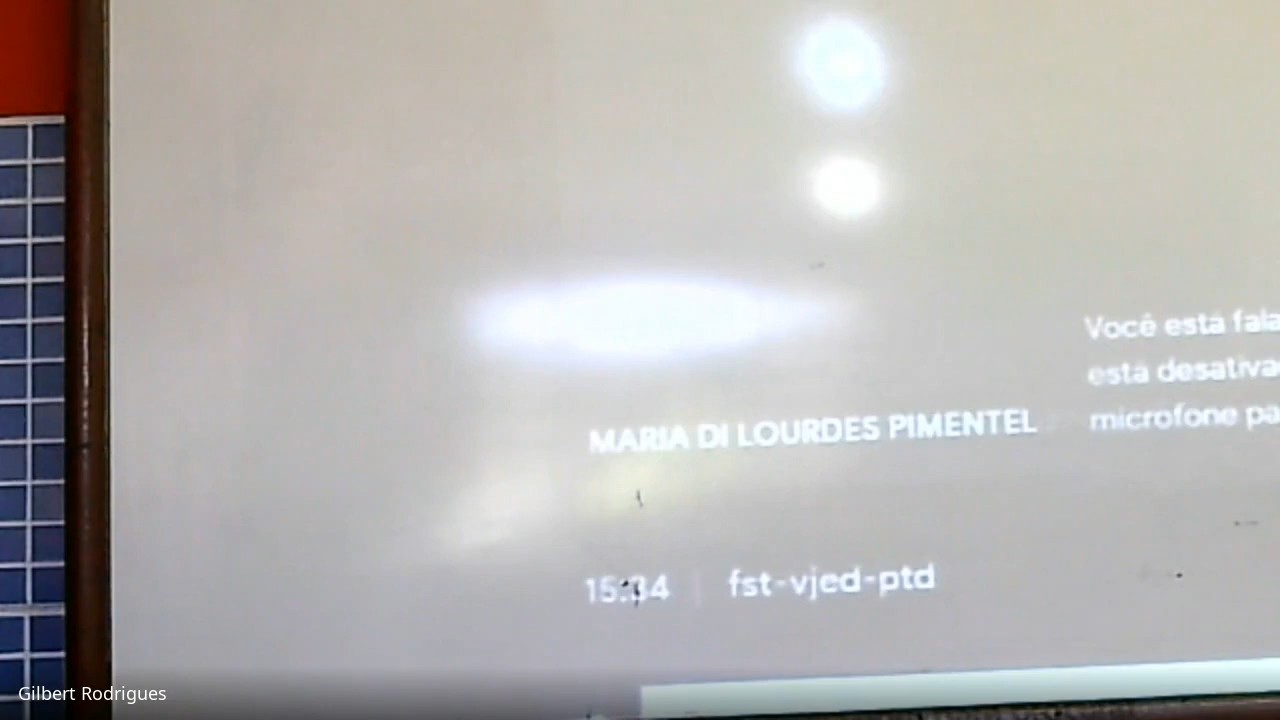 Você está fala
está desativa
MARIA DI LOURDES PIMENTEL
microfone pa
15:34 | fst-vjed-ptd
Gilbert Rodrigues